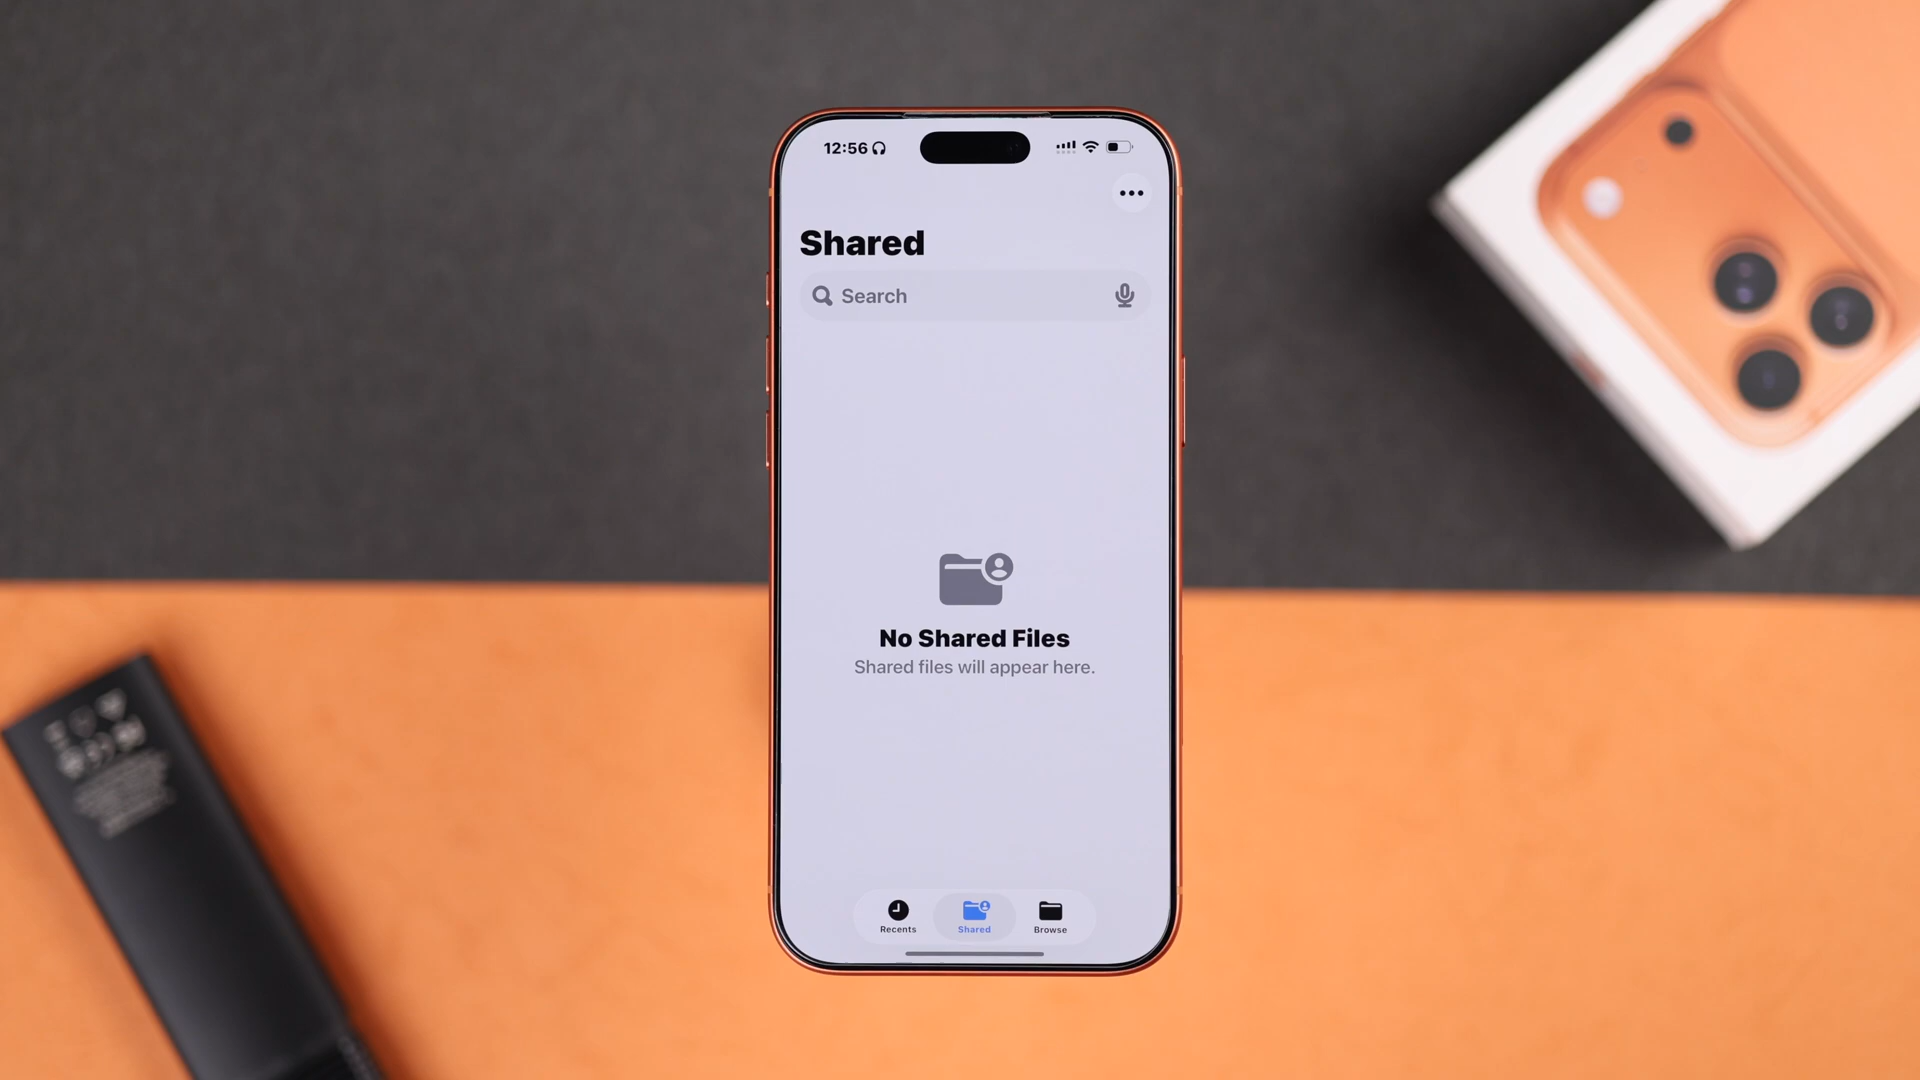 12:56
Shared
Search
No Shared Files
Shared files will appear here.
Recents
Shared
Browse